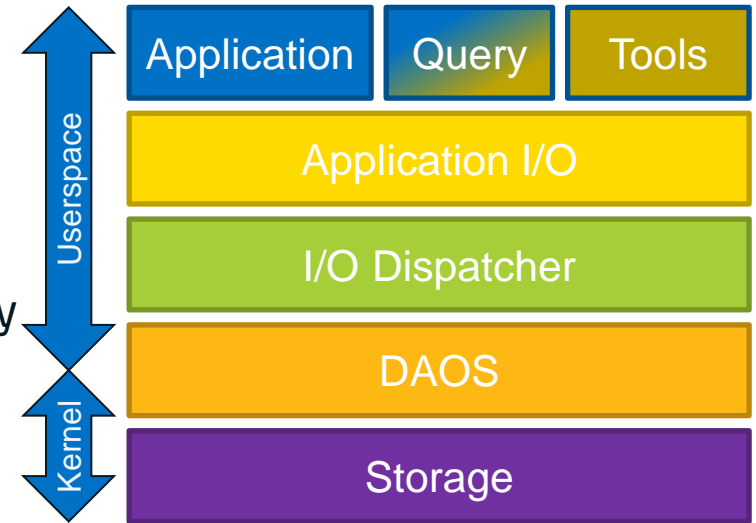 Application Query Tools
Userspace
Application I/O
I/O Dispatcher
y
DAOS
Kernel
Storage